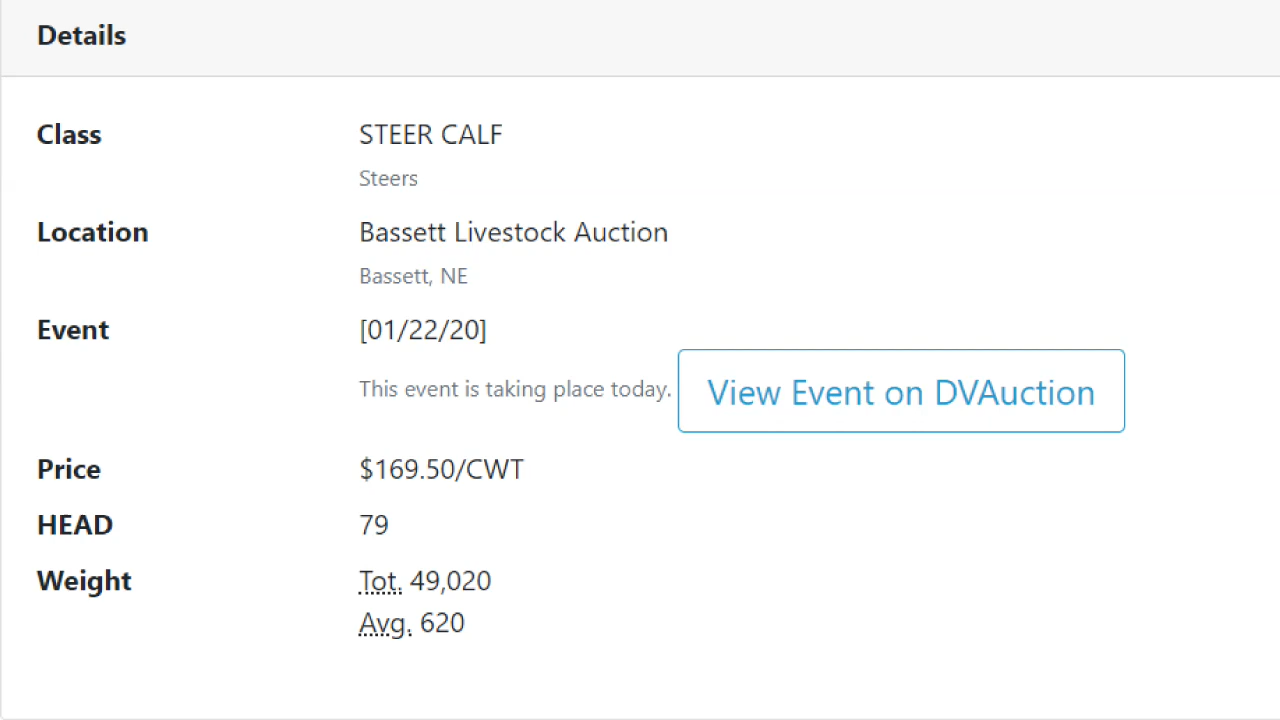 Details
Class STEER CALF
Steers
Location Bassett Livestock Auction
Bassett, NE
Event [01/22/20]
This event is taking place today. View Event on DVAuction
Price $169.50/CWT
HEAD 79
Weight Tot. 49,020
Avg. 620